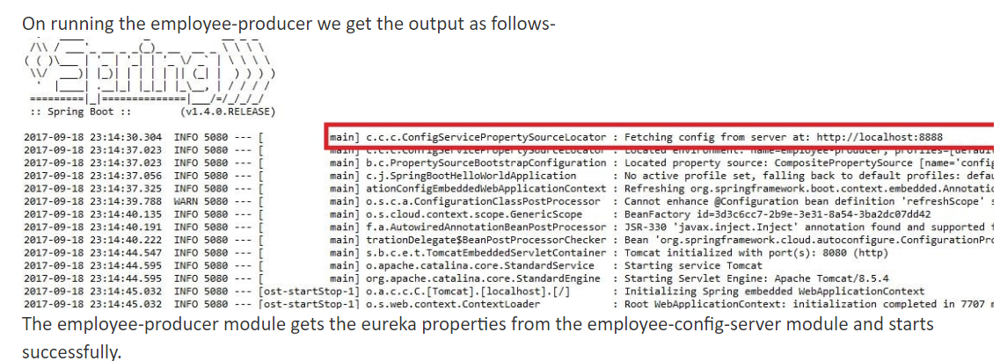 On running the employee-producer we get the output as follows-
Spring
:: Spring Boot :: (v1.4.0.RELEASE)
2017-09-18 23:14:30.304 INFO 5080 --- [ main] c.c.c.ConfigServicePropertySourceLocator : Fetching config from server at: http://localhost:8888
2017-09-18 23:14:37.023 INFO 5080 --- [ main] c.c.c.ConfigServicePropertySourceLocator : Located environment: name=employee-producer, profiles=[default
2017-09-18 23:14:37.023 INFO 5080 --- [ main] b.c.PropertySourceBootstrapConfiguration : Located property source: CompositePropertySource [name='config
2017-09-18 23:14:37.056 INFO 5080 --- [ main] c.j.SpringBootHelloWorldApplication : No active profile set, falling back to default profiles: defau
2017-09-18 23:14:37.325 INFO 5080 --- [ main] ationConfigEmbeddedWebApplicationContext : Refreshing org.springframework.boot.context.embedded.Annotatio
2017-09-18 23:14:39.788 WARN 5080 --- [ main] o.s.c.a.ConfigurationClassPostProcessor : Cannot enhance @Configuration bean definition 'refreshScope' s
2017-09-18 23:14:40.135 INFO 5080 --- [ main] o.s.cloud.context.scope.GenericScope : BeanFactory id=3d3c6cc7-2b9e-3e31-8a54-3ba2dc07dd42
2017-09-18 23:14:40.191 INFO 5080 --- [ main] f.a.AutowiredAnnotationBeanPostProcessor : JSR-330 'javax.inject.Inject' annotation found and supported f
2017-09-18 23:14:40.222 INFO 5080 --- [ main] trationDelegate$BeanPostProcessorChecker : Bean 'org.springframework.cloud.autoconfigure.ConfigurationPro
2017-09-18 23:14:44.547 INFO 5080 --- [ main] s.b.c.e.t.TomcatEmbeddedServletContainer : Tomcat initialized with port(s): 8080 (http)
2017-09-18 23:14:44.595 INFO 5080 --- [ main] o.apache.catalina.core.StandardService : Starting service Tomcat
2017-09-18 23:14:44.595 INFO 5080 --- [ main] org.apache.catalina.core.StandardEngine : Starting Servlet Engine: Apache Tomcat/8.5.4
2017-09-18 23:14:45.032 INFO 5080 --- [ost-startStop-1] o.a.c.c.C.[Tomcat].[localhost].[/] : Initializing Spring embedded WebApplicationContext
2017-09-18 23:14:45.032 INFO 5080 --- [ost-startStop-1] o.s.web.context.ContextLoader : Root WebApplicationContext: initialization completed in 7707 m
The employee-producer module gets the eureka properties from the employee-config-server module and starts
successfully.